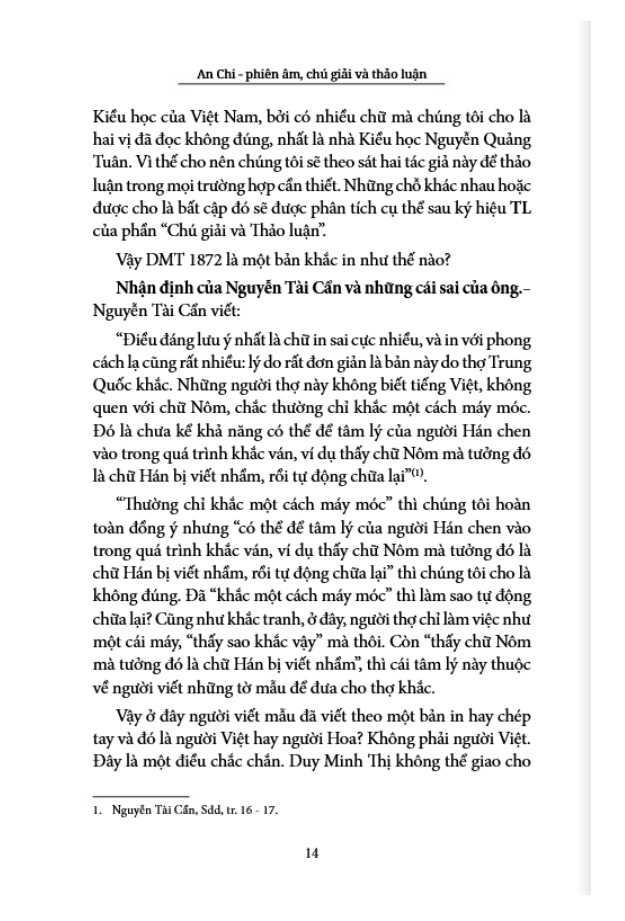 An Chi - phiên âm, chú giải và thảo luận
Kiều học của Việt Nam, bởi có nhiều chữ mà chúng tôi cho là
hai vị đã đọc không đúng, nhất là nhà Kiều học Nguyễn Quảng
Tuân. Vì thế cho nên chúng tôi sẽ theo sát hai tác giả này để thảo
luận trong mọi trường hợp cần thiết. Những chỗ khác nhau hoặc
được cho là bất cập đó sẽ được phân tích cụ thể sau ký hiệu TL
của phần “Chú giải và Thảo luận”.
Vậy DMT 1872 là một bản khắc in như thế nào?
Nhận định của Nguyễn Tài Cẩn và những cái sai của ông.–
Nguyễn Tài Cẩn viết:
“Điều đáng lưu ý nhất là chữ in sai cực nhiều, và in với phong
cách lạ cũng rất nhiều: lý do rất đơn giản là bản này do thợ Trung
Quốc khắc. Những người thợ này không biết tiếng Việt, không
quen với chữ Nôm, chắc thường chỉ khắc một cách máy móc.
Đó là chưa kể khả năng có thể để tâm lý của người Hán chen
vào trong quá trình khắc ván, ví dụ thấy chữ Nôm mà tưởng đó
là chữ Hán bị viết nhầm, rồi tự động chữa lại”(1).
“Thường chỉ khắc một cách máy móc” thì chúng tôi hoàn
toàn đồng ý nhưng “có thể để tâm lý của người Hán chen vào
trong quá trình khắc ván, ví dụ thấy chữ Nôm mà tưởng đó là
chữ Hán bị viết nhầm, rồi tự động chữa lại” thì chúng tôi cho là
không đúng. Đã “khắc một cách máy móc” thì làm sao tự động
chữa lại? Cũng như khắc tranh, ở đây, người thợ chỉ làm việc như
một cái máy, “thấy sao khắc vậy” mà thôi. Còn “thấy chữ Nôm
mà tưởng đó là chữ Hán bị viết nhầm”, thì cái tâm lý này thuộc
về người viết những tờ mẫu để đưa cho thợ khắc.
Vậy ở đây người viết mẫu đã viết theo một bản in hay chép
tay và đó là người Việt hay người Hoa? Không phải người Việt.
Đây là một điều chắc chắn. Duy Minh Thị không thể giao cho
1. Nguyễn Tài Cẩn, Sđd, tr. 16 - 17.
14